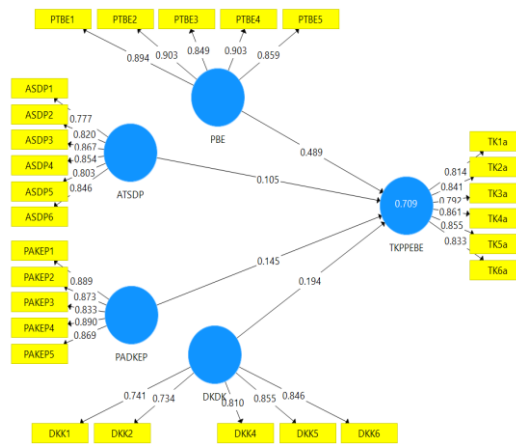 PTBE1 PTBE2 PTBE3 PTBE4 PTBE5
0.894 0.903 0.849 0.903 0.859
PBE
ASDP1
ASDP2
ASDP3
ASDP4
ASDP5
ASDP6
0.777
0.820
0.867
0.854
0.803
0.846
ATSDP
0.489
0.105
0.145
0.194
0.709
TKPPEBE
0.814
0.841
0.792
0.861
0.855
0.833
TK1a
TK2a
TK3a
TK4a
TK5a
TK6a
PAKEP1
PAKEP2
PAKEP3
PAKEP4
PAKEP5
0.889
0.873
0.833
0.890
0.869
PADKEP
DKDK
0.741 0.734 0.810 0.855 0.846
DKK1 DKK2 DKK4 DKK5 DKK6